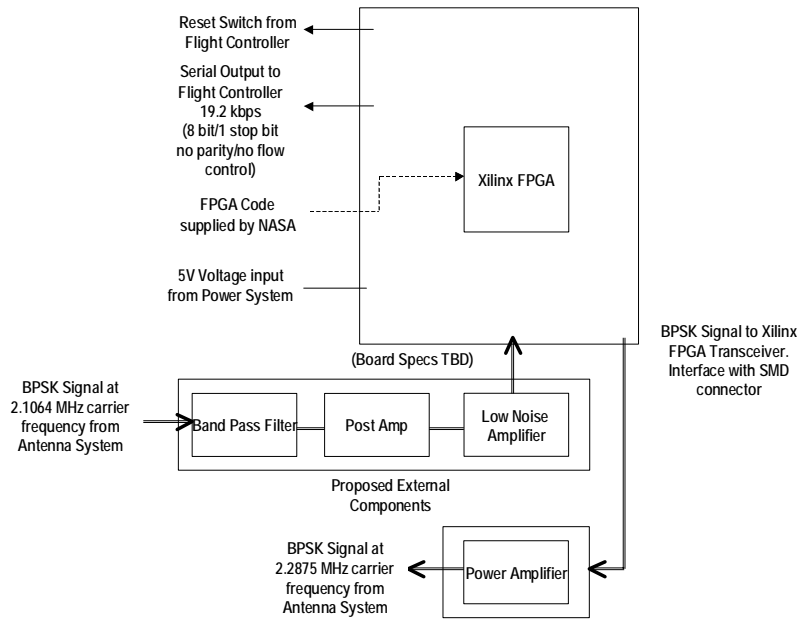 Reset Switch from
Flight Controller
Serial Output to
Flight Controller
19.2 kbps
(8 bit/1 stop bit
no parity/no flow
control)
Xilinx FPGA
FPGA Code
supplied by NASA
5V Voltage input
from Power System
(Board Specs TBD)
BPSK Signal to Xilinx
FPGA Transceiver.
Interface with SMD
connector
BPSK Signal at
2.1064 MHz carrier
frequency from
Antenna System
Band Pass Filter
Post Amp
Low Noise
Amplifier
Proposed External
Components
BPSK Signal at
2.2875 MHz carrier
frequency from
Antenna System
Power Amplifier